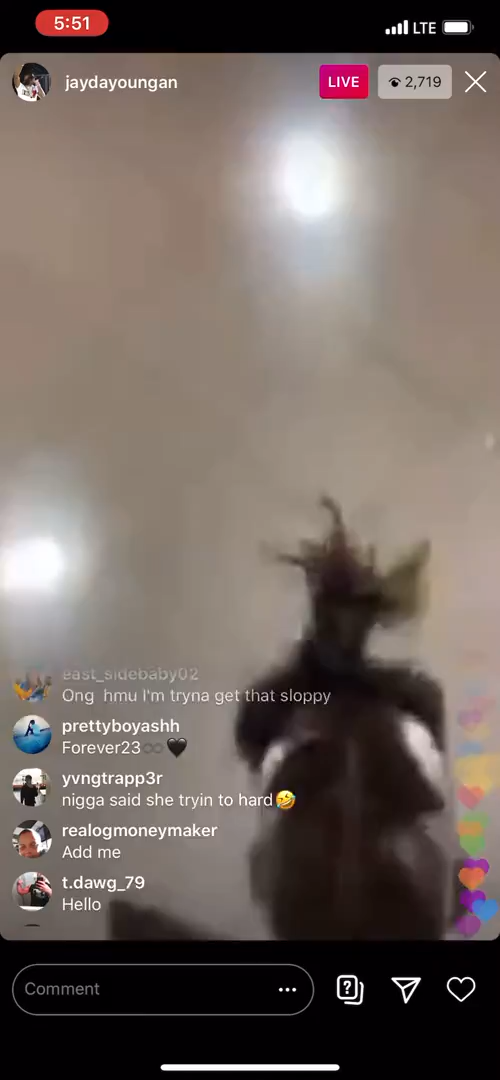 5:51
LTE
jaydayoungan
LIVE
2,719
east_sidebaby02
Ong hmu I'm tryna get that sloppy
prettyboyashh
Forever23♾🖤
yvngtrapp3r
nigga said she tryin to hard🤣
realogmoneymaker
Add me
t.dawg_79
Hello
Comment